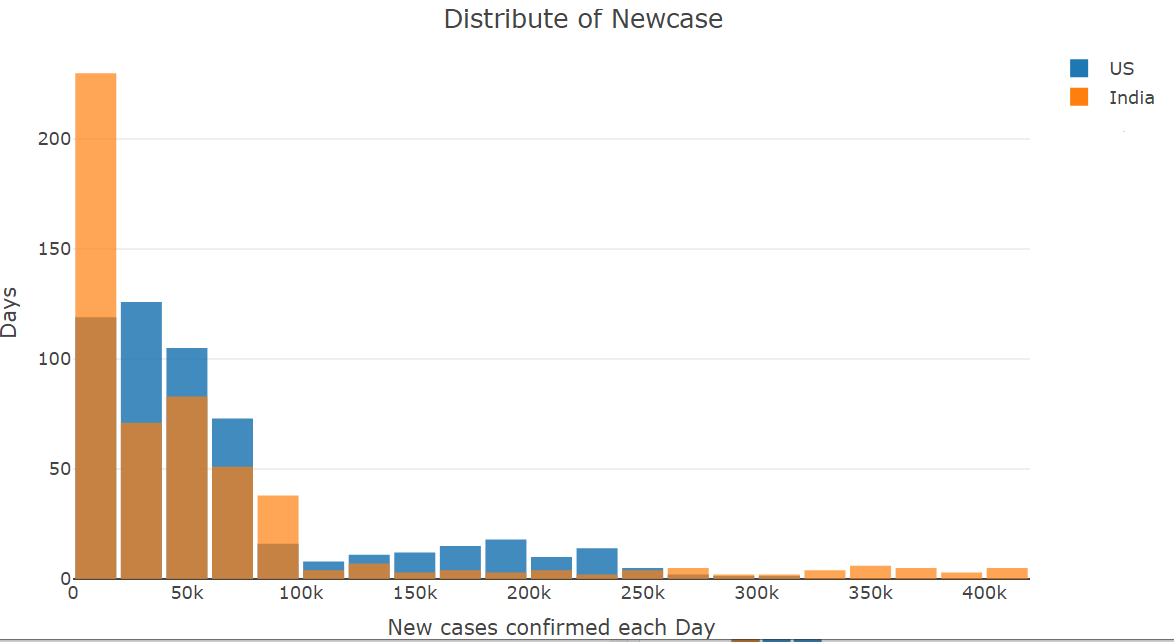 Distribute of Newcase
US
India
200
150
100
50
0
Days
0 50k 100k 150k 200k 250k 300k 350k 400k
New cases confirmed each Day